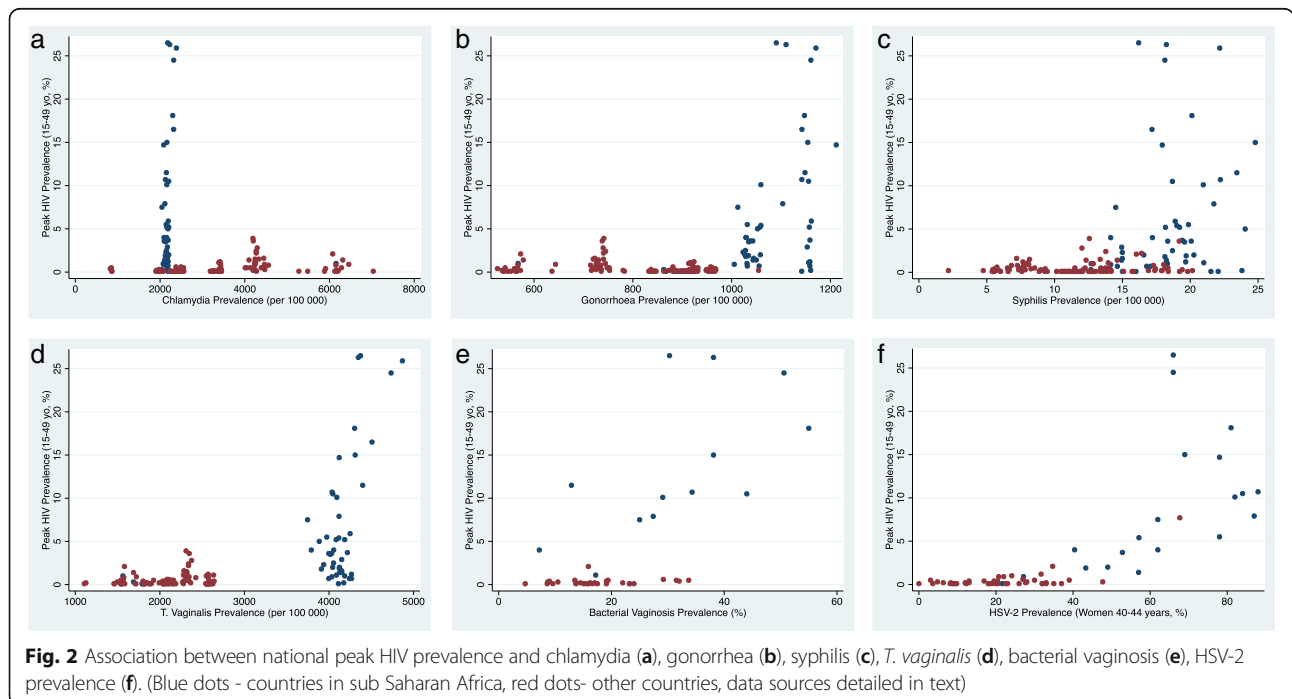 a
Peak HIV Prevalence (15-49 yo, %)
25
20
15
10
5
0
0 2000 4000 6000 8000
Chlamydia Prevalence (per 100 000)
b
Peak HIV Prevalence (15-49 yo, %)
25
20
15
10
5
0
600 800 1000 1200
Gonorrhoea Prevalence (per 100 000)
c
Peak HIV Prevalence (15-49 yo, %)
25
20
15
10
5
0
0 5 10 15 20 25
Syphilis Prevalence (per 100 000)
d
Peak HIV Prevalence (15-49 yo, %)
25
20
15
10
5
0
1000 2000 3000 4000 5000
T. Vaginalis Prevalence (per 100 000)
e
Peak HIV Prevalence (15-49 yo, %)
25
20
15
10
5
0
0 20 40 60
Bacterial Vaginosis Prevalence (%)
f
Peak HIV Prevalence (15-49 yo, %)
25
20
15
10
5
0
0 20 40 60 80
HSV-2 Prevalence (Women 40-44 years, %)
Fig. 2 Association between national peak HIV prevalence and chlamydia (a), gonorrhea (b), syphilis (c), T. vaginalis (d), bacterial vaginosis (e), HSV-2
prevalence (f). (Blue dots - countries in sub Saharan Africa, red dots- other countries, data sources detailed in text)